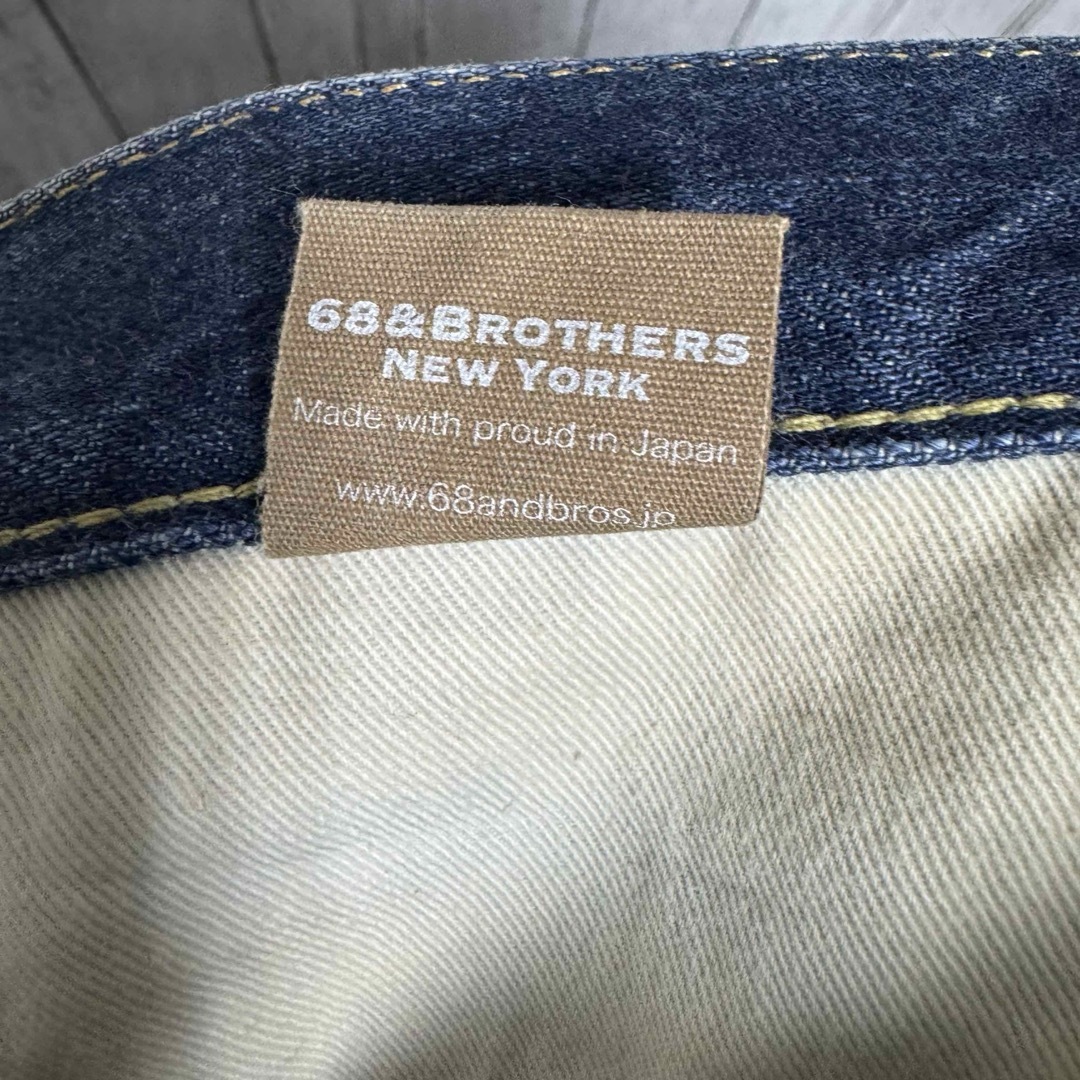 68&BROTHERS
NEW YORK
Made with proud in Japan
www.68andbros.jp